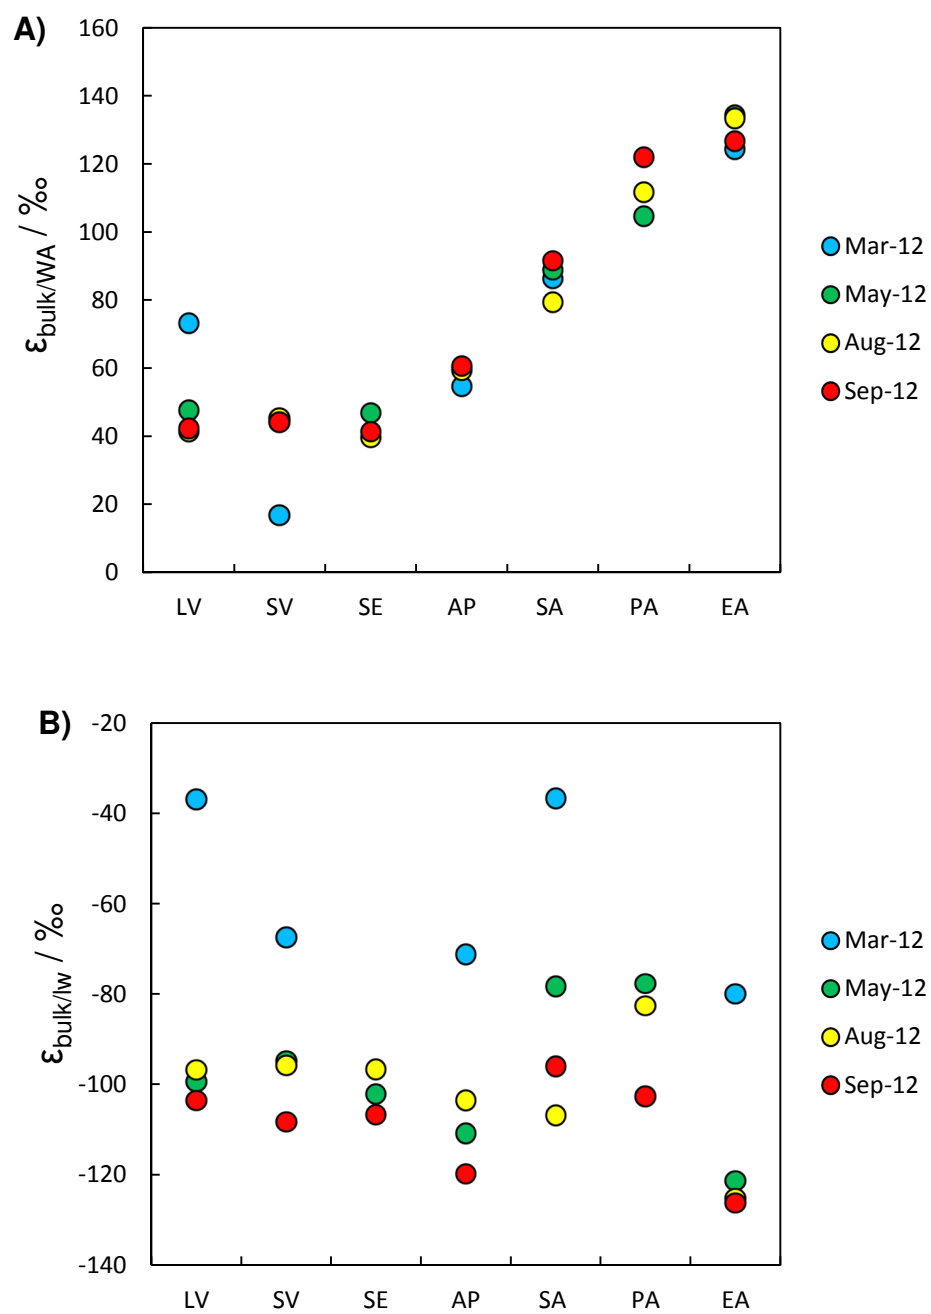 A)
160
140
120
100
80
60
40
20
0
εbulk/WA / ‰
LV SV SE AP SA PA EA
Mar-12
May-12
Aug-12
Sep-12
B)
-20
-40
-60
-80
-100
-120
-140
εbulk/lw / ‰
LV SV SE AP SA PA EA
Mar-12
May-12
Aug-12
Sep-12